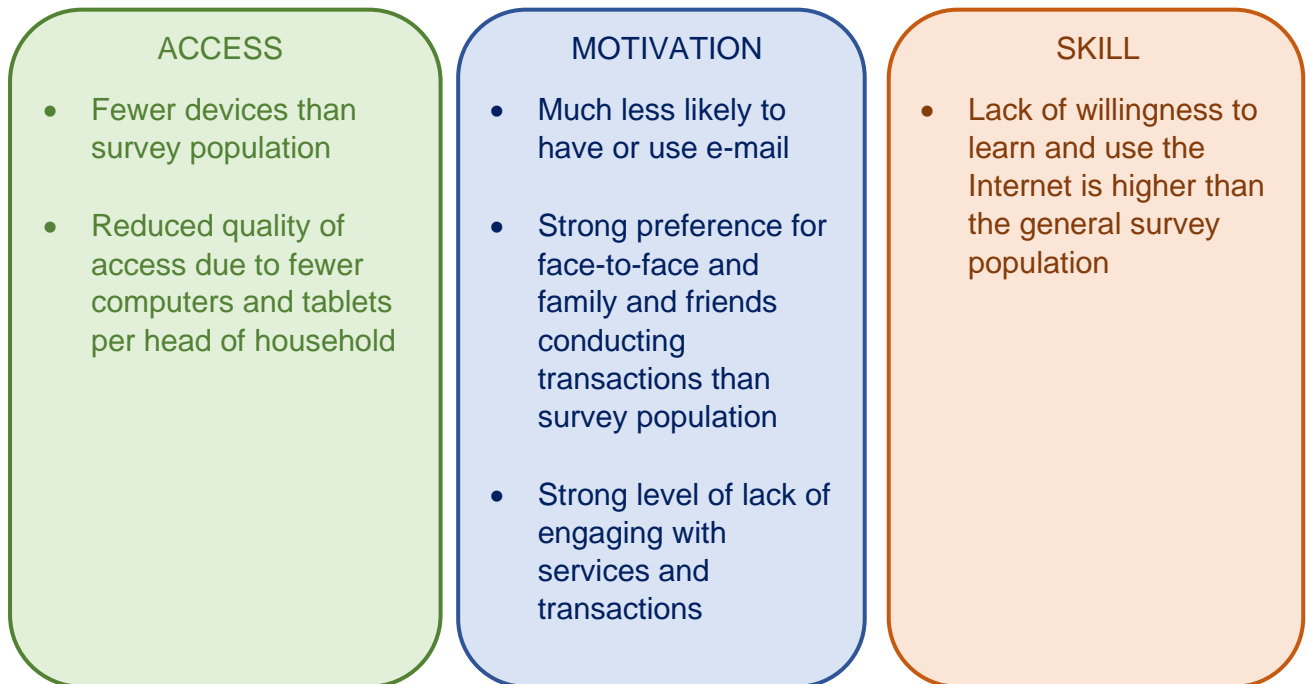 ACCESS
• Fewer devices than
survey population
• Reduced quality of
access due to fewer
computers and tablets
per head of household
MOTIVATION
• Much less likely to
have or use e-mail
• Strong preference for
face-to-face and
family and friends
conducting
transactions than
survey population
• Strong level of lack of
engaging with
services and
transactions
SKILL
• Lack of willingness to
learn and use the
Internet is higher than
the general survey
population